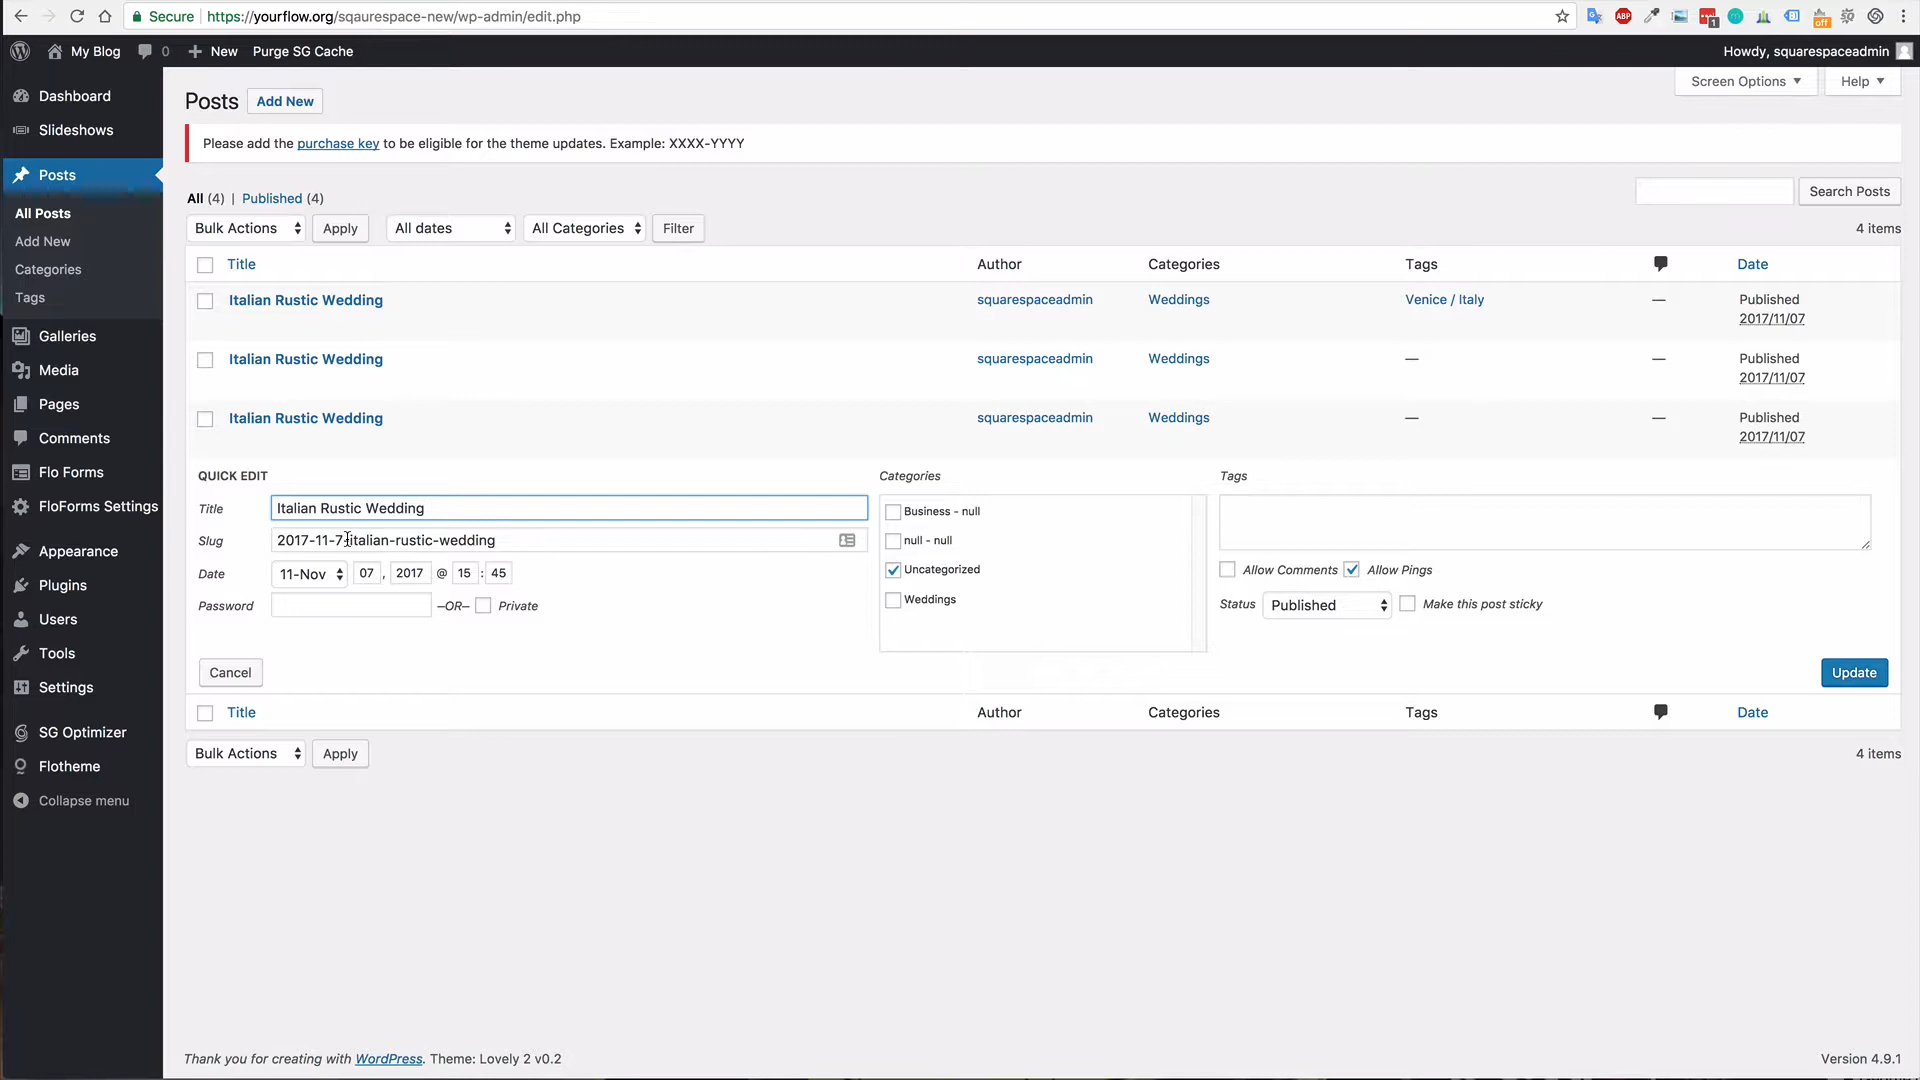 Secure https://yourflow.org/sqaurespace-new/wp-admin/edit.php
ABP 1 off
My Blog 0 New Purge SG Cache Howdy, squarespaceadmin
Screen Options Help
Dashboard
Slideshows
Posts
All Posts
Add New
Categories
Tags
Galleries
Media
Pages
Comments
Flo Forms
FloForms Settings
Appearance
Plugins
Users
Tools
Settings
SG Optimizer
Flotheme
Collapse menu
Posts Add New
Please add the purchase key to be eligible for the theme updates. Example: XXXX-YYYY
All (4) | Published (4)
Search Posts
Bulk Actions Apply All dates All Categories Filter 4 items
Title Author Categories Tags Date
Italian Rustic Wedding squarespaceadmin Weddings Venice / Italy — Published
2017/11/07
Italian Rustic Wedding squarespaceadmin Weddings — — Published
2017/11/07
Italian Rustic Wedding squarespaceadmin Weddings — — Published
2017/11/07
QUICK EDIT Categories Tags
Title Italian Rustic Wedding
Slug 2017-11-7-italian-rustic-wedding
Date 11-Nov 07 , 2017 @ 15 : 45
Password –OR– Private
Business - null
null - null
Uncategorized
Weddings
Allow Comments Allow Pings
Status Published Make this post sticky
Cancel Update
Title Author Categories Tags Date
Bulk Actions Apply 4 items
Thank you for creating with WordPress. Theme: Lovely 2 v0.2 Version 4.9.1